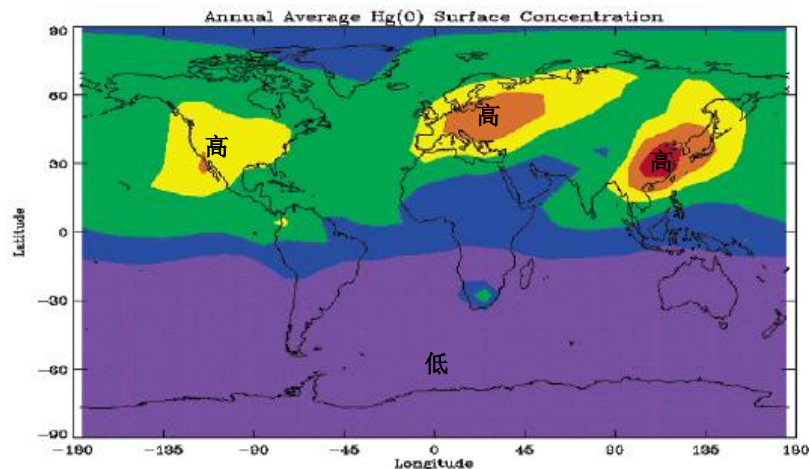 Annual Average Hg(0) Surface Concentration
90
60
30
0
-30
-60
-90
Latitude
高
高
高
低
-180
-135
-90
-45
0
45
90
135
180
Longitude